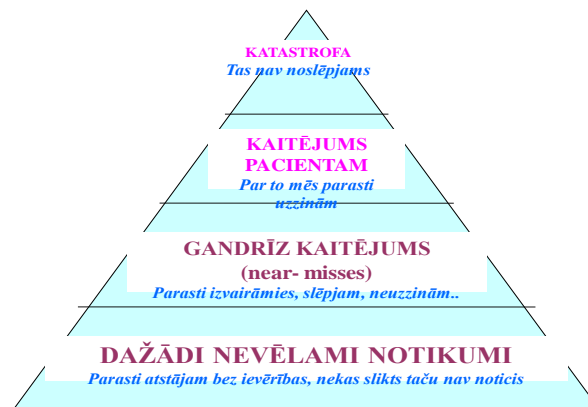 KATASTROFA
Tas nav noslēpjams
KAITĒJUMS
PACIENTAM
Par to mēs parasti
uzzinām
GANDRĪZ KAITĒJUMS
(near- misses)
Parasti izvairāmies, slēpjam, neuzzinām..
DAŽĀDI NEVĒLAMI NOTIKUMI
Parasti atstājam bez ievērības, nekas slikts taču nav noticis